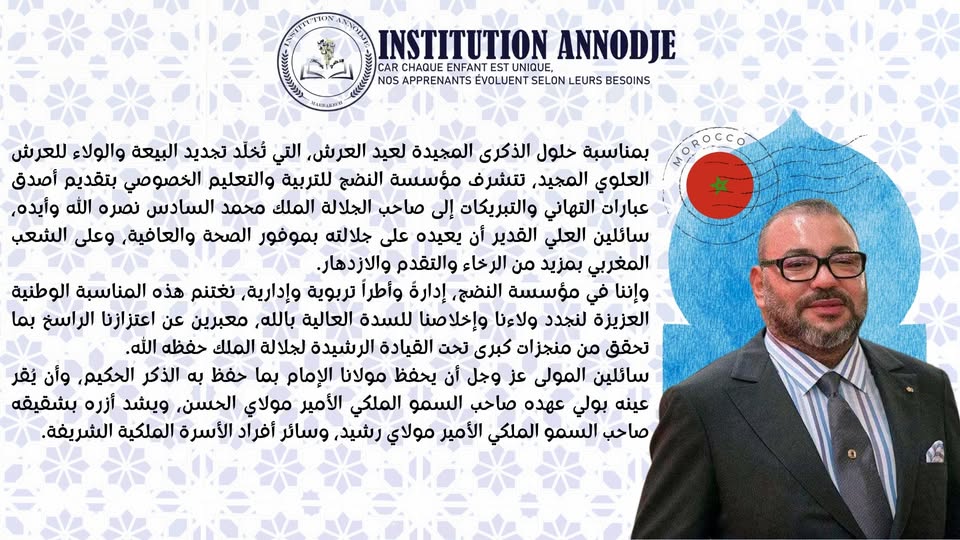 INSTITUTION ANNODJE
MARRAKECH
INSTITUTION ANNODJE
CAR CHAQUE ENFANT EST UNIQUE,
NOS APPRENANTS ÉVOLUENT SELON LEURS BESOINS
MOROCCO
بمناسبة حلول الذكرى المجيدة لعيد العرش، التي تُخلّد تجديد البيعة والولاء للعرش
العلوي المجيد، تتشرف مؤسسة النضج للتربية والتعليم الخصوصي بتقديم أصدق
عبارات التهاني والتبريكات إلى صاحب الجلالة الملك محمد السادس نصره الله وأيده،
سائلين العلي القدير أن يعيده على جلالته بموفور الصحة والعافية، وعلى الشعب
المغربي بمزيد من الرخاء والتقدم والازدهار.
وإننا في مؤسسة النضج، إدارةً وأطراً تربوية وإدارية، نغتنم هذه المناسبة الوطنية
العزيزة لنجدد ولاءنا وإخلاصنا للسدة العالية بالله، معبرين عن اعتزازنا الراسخ بما
تحقق من منجزات كبرى تحت القيادة الرشيدة لجلالة الملك حفظه الله.
سائلين المولى عز وجل أن يحفظ مولانا الإمام بما حفظ به الذكر الحكيم، وأن يُقر
عينه بولي عهده صاحب السمو الملكي الأمير مولاي الحسن، ويشد أزره بشقيقه
صاحب السمو الملكي الأمير مولاي رشيد، وسائر أفراد الأسرة الملكية الشريفة.